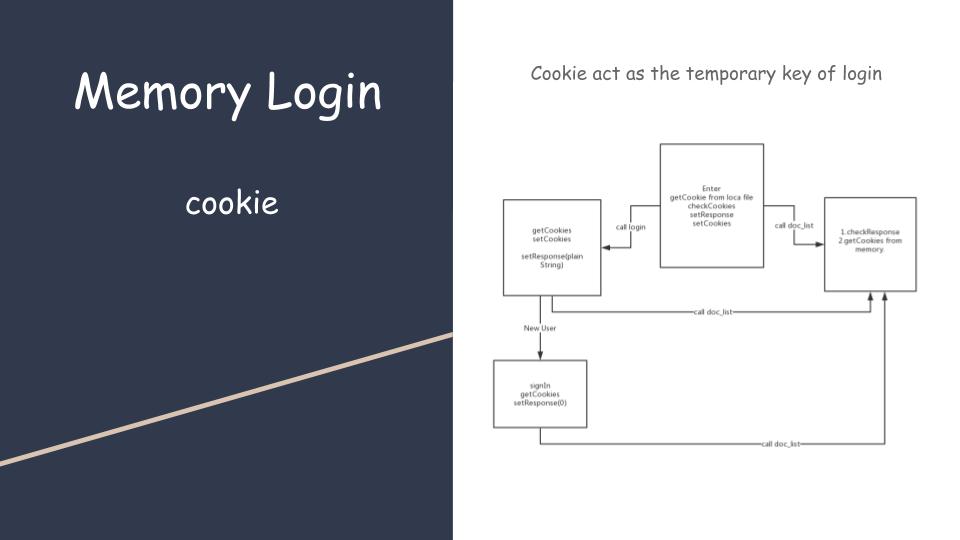 Memory Login
cookie
Cookie act as the temporary key of login
Enter
getCookie from loca file
checkCookies
setResponse
setCookies
call login
call doc_list
getCookies
setCookies
setResponse(plain
String)
1.checkResponse
2.getCookies from
memory.
call doc_list
New User
signIn
getCookies
setResponse(0)
call doc_list